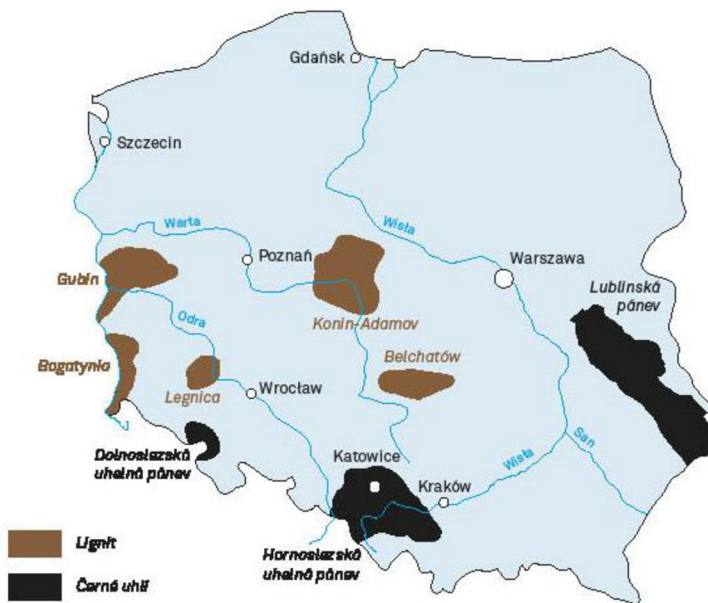 Gdańsk
Szczecin
Warta
Wisła
Poznań
Warszawa
Gubin
Lublinská
pánev
Odra
Konin-Adamov
Bogatynia
Belchatów
Legnica
Wrocław
Dolnoslezská
uhelná pánev
Katowice
Wisła
San
Kraków
Lignit
Hornoslezská
uhelná pánev
Černé uhlí